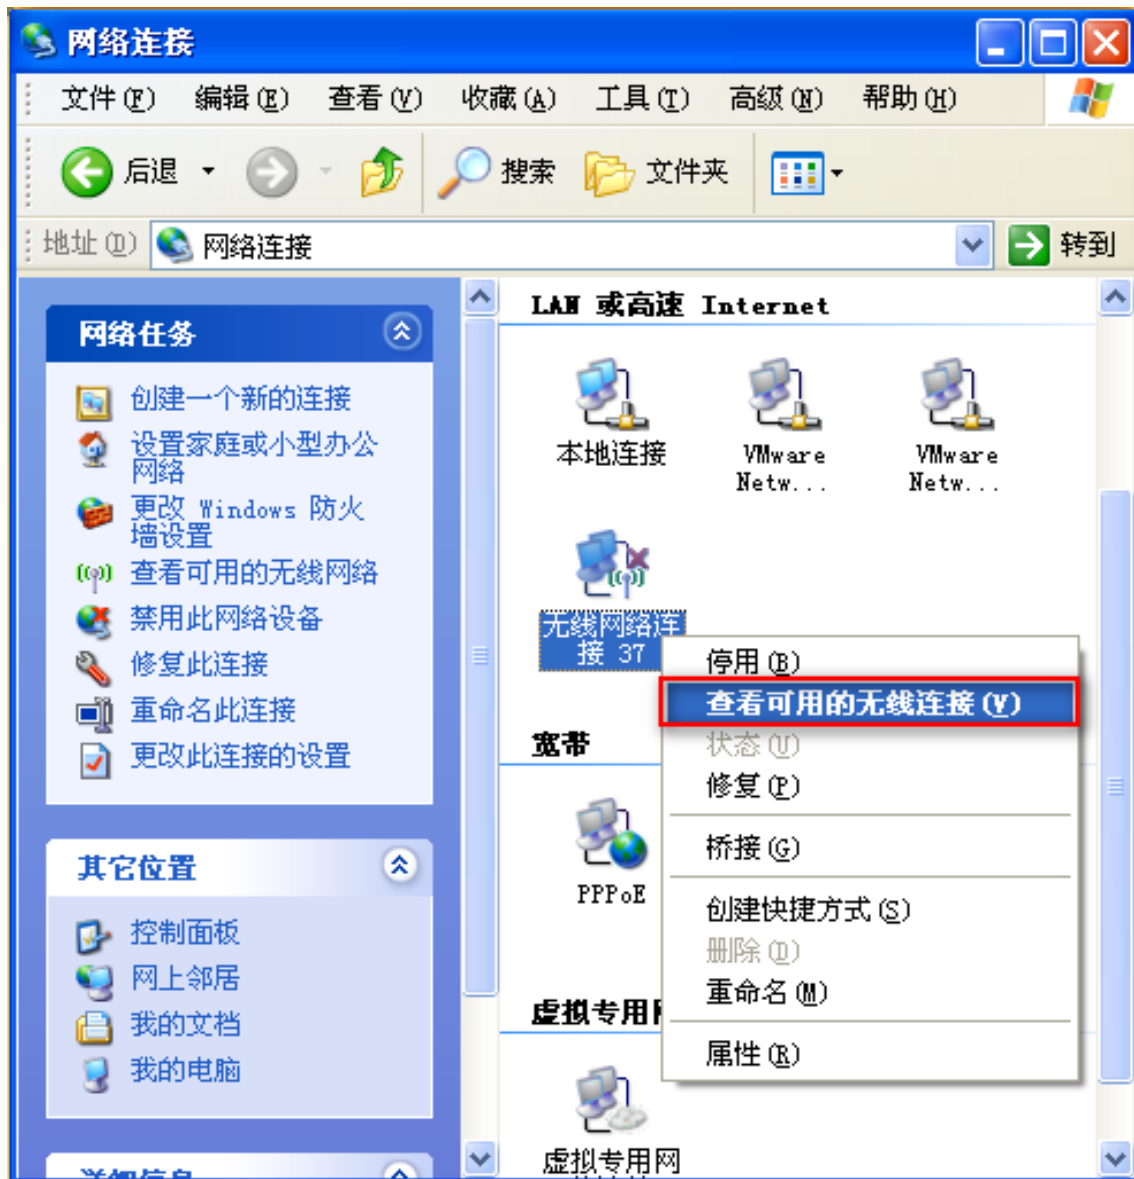 网络连接
文件(F) 编辑(E) 查看(V) 收藏(A) 工具(T) 高级(N) 帮助(H)
后退 搜索 文件夹
地址(D) 网络连接 转到
网络任务
创建一个新的连接
设置家庭或小型办公
网络
更改 Windows 防火
墙设置
查看可用的无线网络
禁用此网络设备
修复此连接
重命名此连接
更改此连接的设置
其它位置
控制面板
网上邻居
我的文档
我的电脑
详细信息
LAN 或高速 Internet
本地连接
VMware
Netw...
VMware
Netw...
无线网络连
接 37
宽带
PPPoE
虚拟专用
虚拟专用网
停用(B)
查看可用的无线连接(V)
状态(U)
修复(P)
桥接(G)
创建快捷方式(S)
删除(D)
重命名(M)
属性(R)